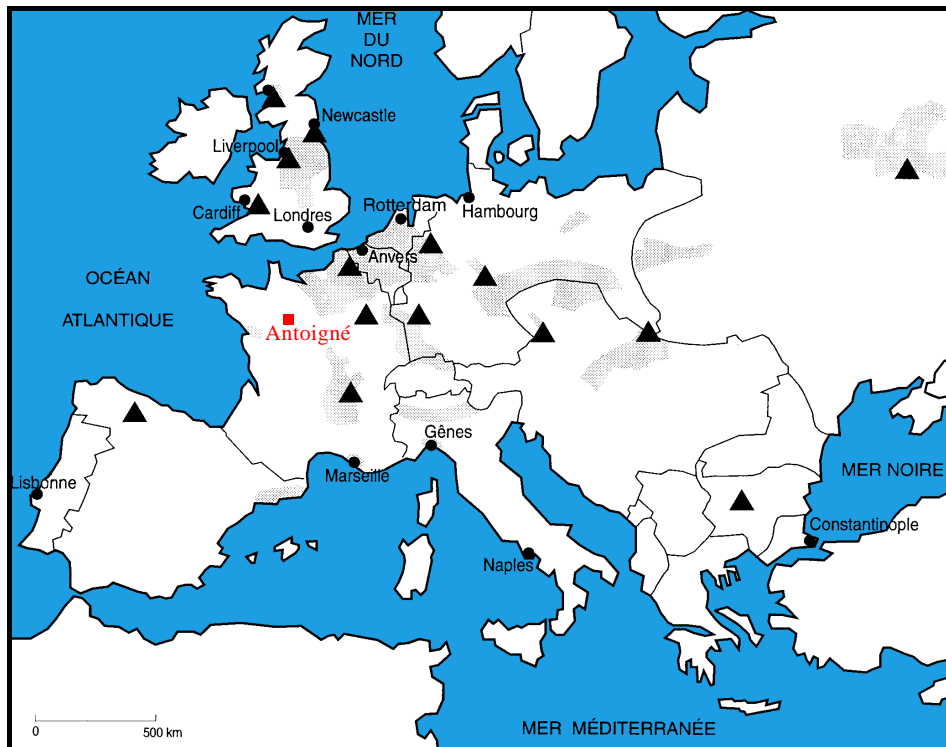 MER
DU
NORD
Newcastle
Liverpool
Cardiff
Londres
Rotterdam
Hambourg
Anvers
OCÉAN
ATLANTIQUE
Antoigné
Gênes
Marseille
Lisbonne
MER NOIRE
Constantinople
Naples
0 500 km
MER MÉDITERRANÉE